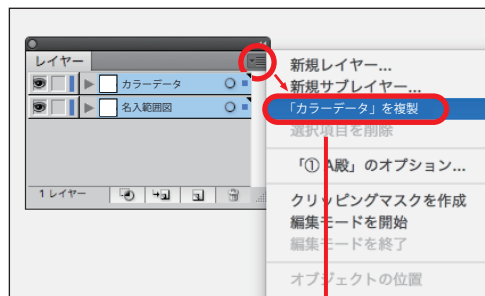 レイヤー
カラーデータ
名入範囲図
1 レイヤー
新規レイヤー...
新規サブレイヤー...
「カラーデータ」を複製
選択項目を削除
「① A殿」のオプション...
クリッピングマスクを作成
編集モードを開始
編集モードを終了
オブジェクトの位置